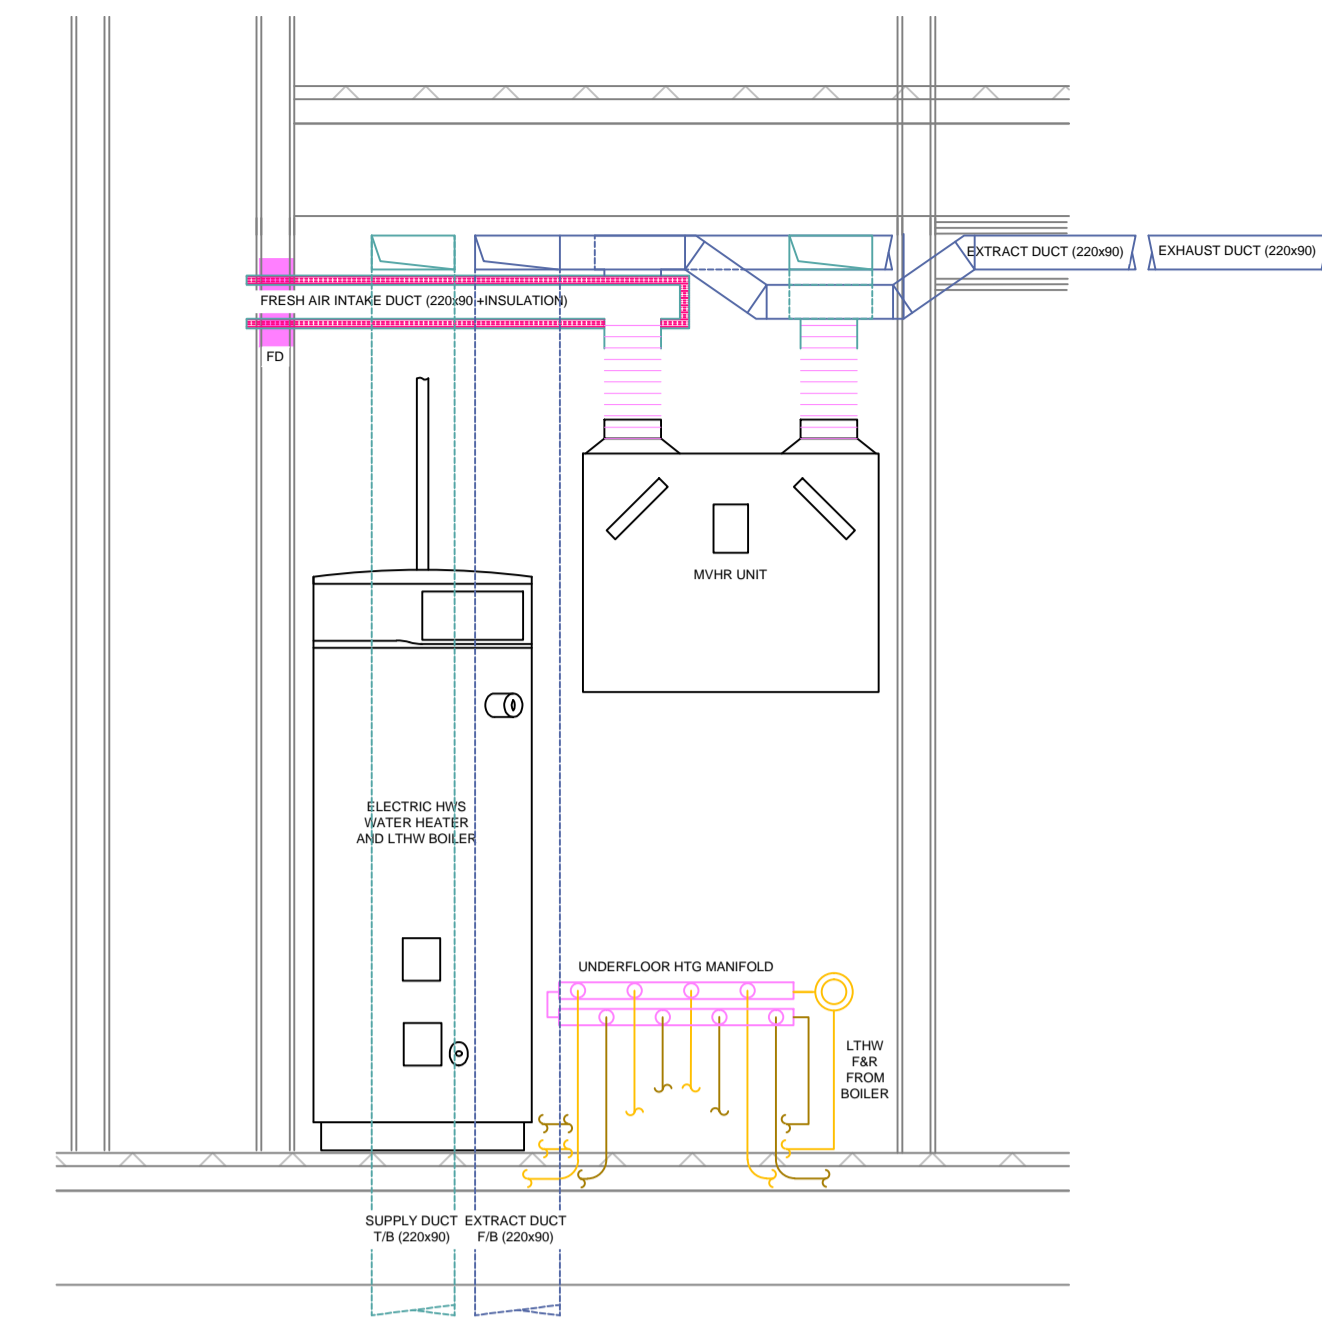 EXTRACT DUCT (220x90)
EXHAUST DUCT (220x90)
FRESH AIR INTAKE DUCT (220x90 +INSULATION)
FD
MVHR UNIT
ELECTRIC HWS
WATER HEATER
AND LTHW BOILER
UNDERFLOOR HTG MANIFOLD
LTHW
F&R
FROM
BOILER
SUPPLY DUCT
T/B (220x90)
EXTRACT DUCT
F/B (220x90)